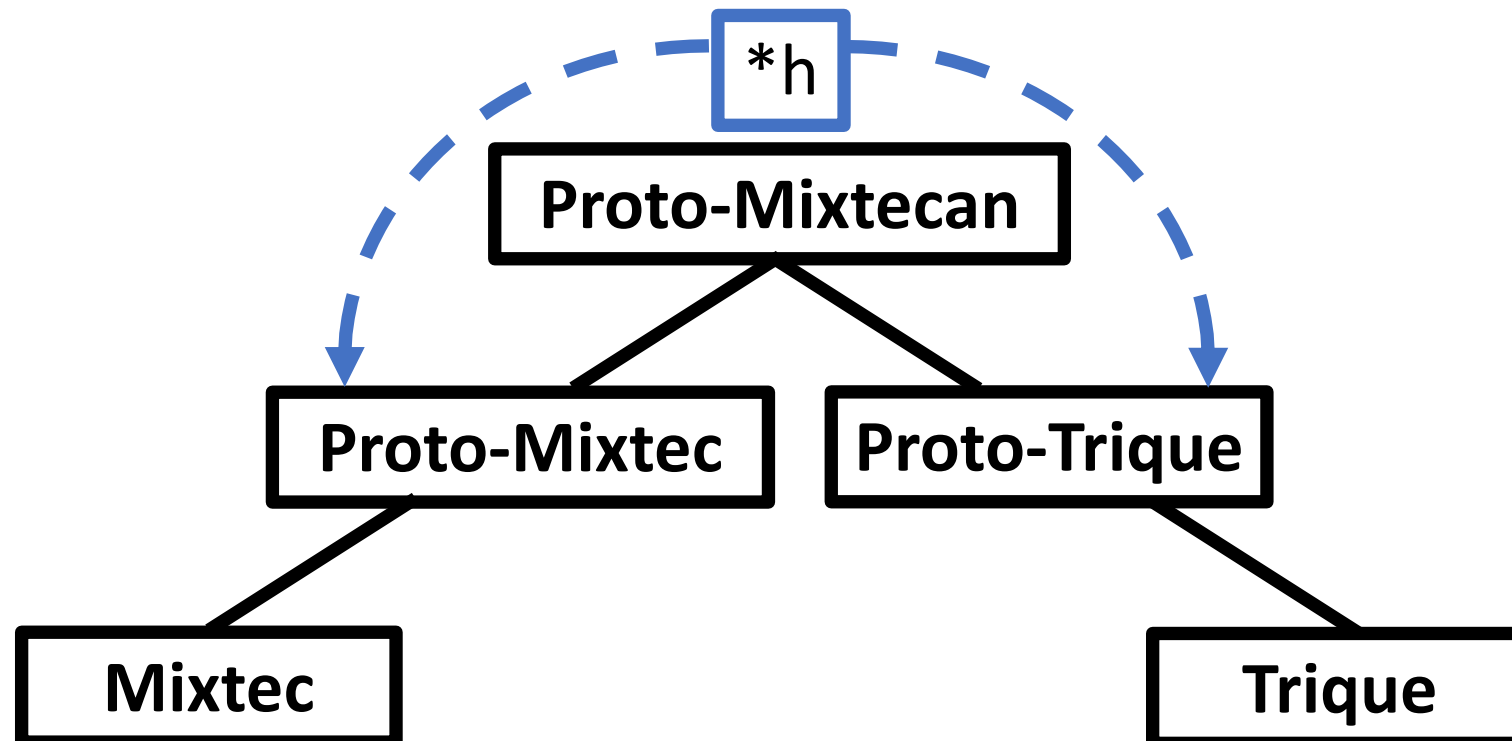 *h
Proto-Mixtecan
Proto-Mixtec
Proto-Trique
Mixtec
Trique